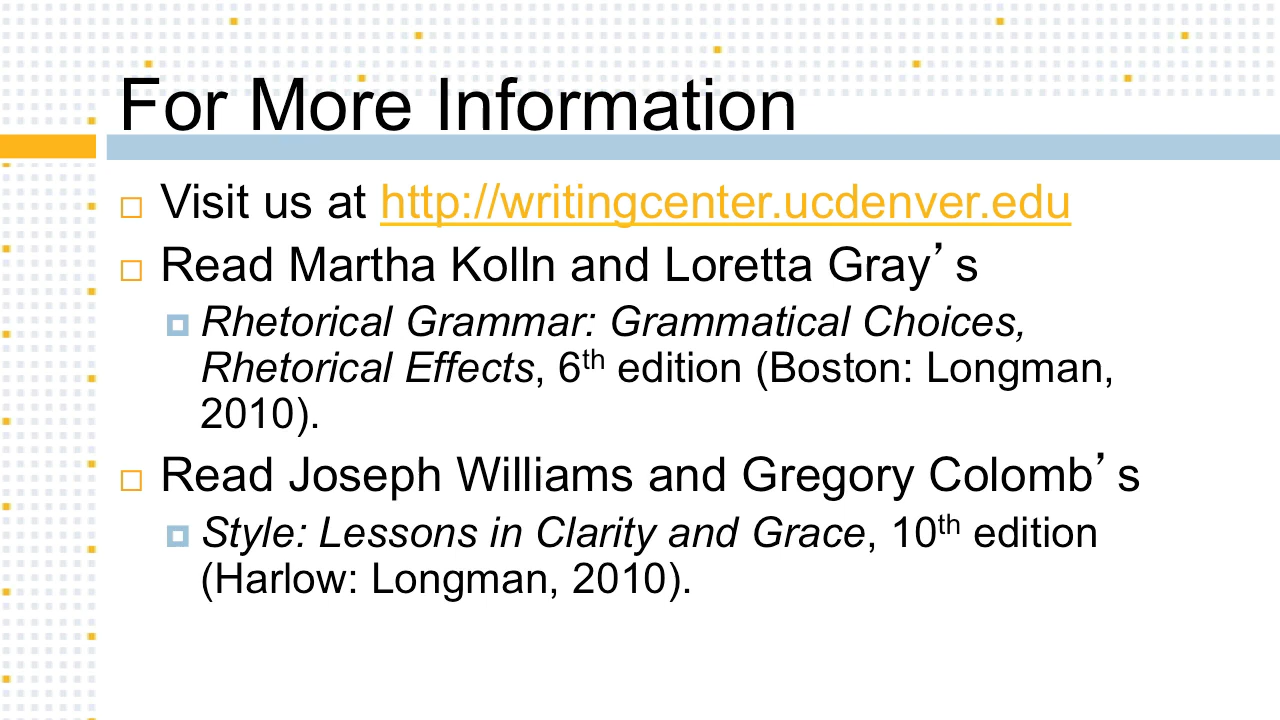 For More Information
Visit us at http://writingcenter.ucdenver.edu
Read Martha Kolln and Loretta Gray’s
Rhetorical Grammar: Grammatical Choices,
Rhetorical Effects, 6th edition (Boston: Longman,
2010).
Read Joseph Williams and Gregory Colomb’s
Style: Lessons in Clarity and Grace, 10th edition
(Harlow: Longman, 2010).